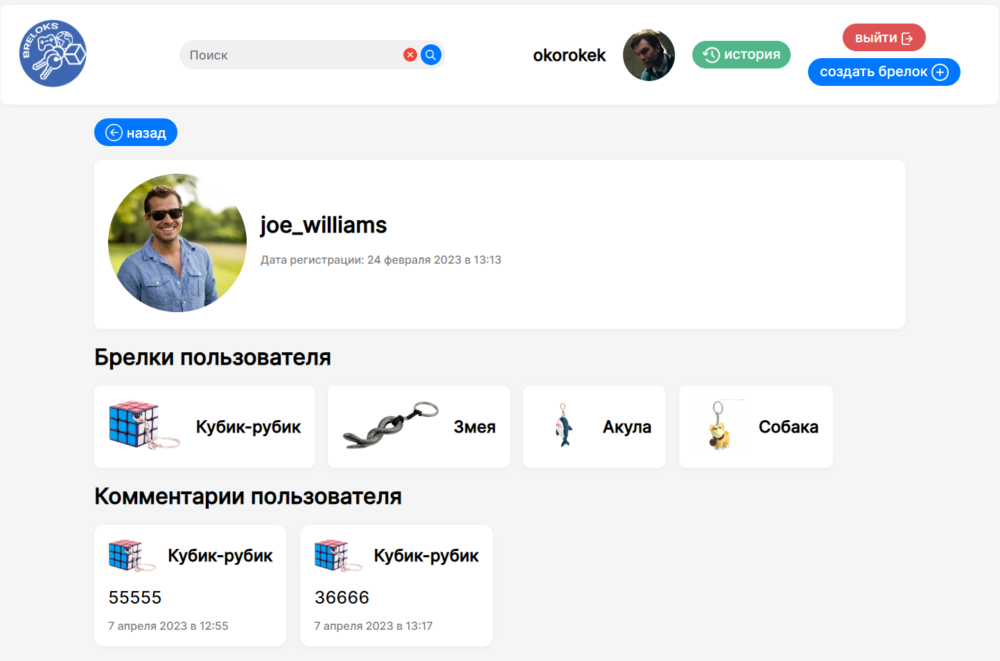 BRELOKS
Поиск
okorokek
история
выйти
создать брелок
назад
joe_williams
Дата регистрации: 24 февраля 2023 в 13:13
Брелки пользователя
Кубик-рубик
Змея
Акула
Собака
Комментарии пользователя
Кубик-рубик
55555
7 апреля 2023 в 12:55
Кубик-рубик
36666
7 апреля 2023 в 13:17